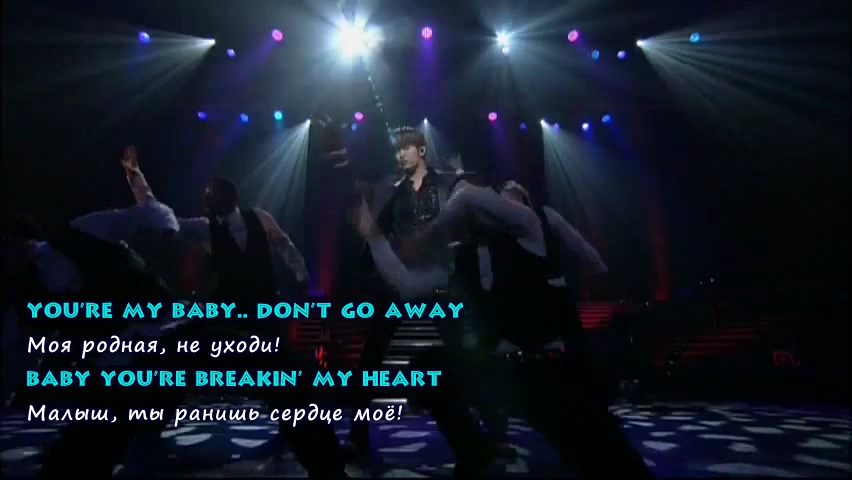 YOU'RE MY BABY.. DON'T GO AWAY
Моя родная, не уходи!
BABY YOU'RE BREAKIN' MY HEART
Малыш, ты ранишь сердце моё!